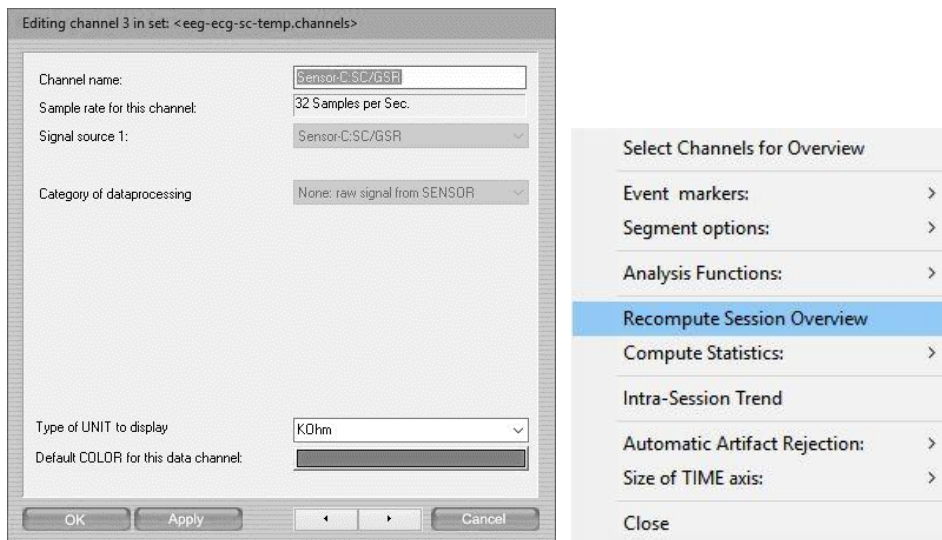 Editing channel 3 in set: <eeg-ecg-sc-temp.channels>
Channel name:
Sensor-C:SC/GSR
Sample rate for this channel:
32 Samples per Sec.
Signal source 1:
Sensor-C:SC/GSR
Category of dataprocessing
None: raw signal from SENSOR
Type of UNIT to display
KOhm
Default COLOR for this data channel:
OK
Apply
Cancel
Select Channels for Overview
Event markers:
Segment options:
Analysis Functions:
Recompute Session Overview
Compute Statistics:
Intra-Session Trend
Automatic Artifact Rejection:
Size of TIME axis:
Close